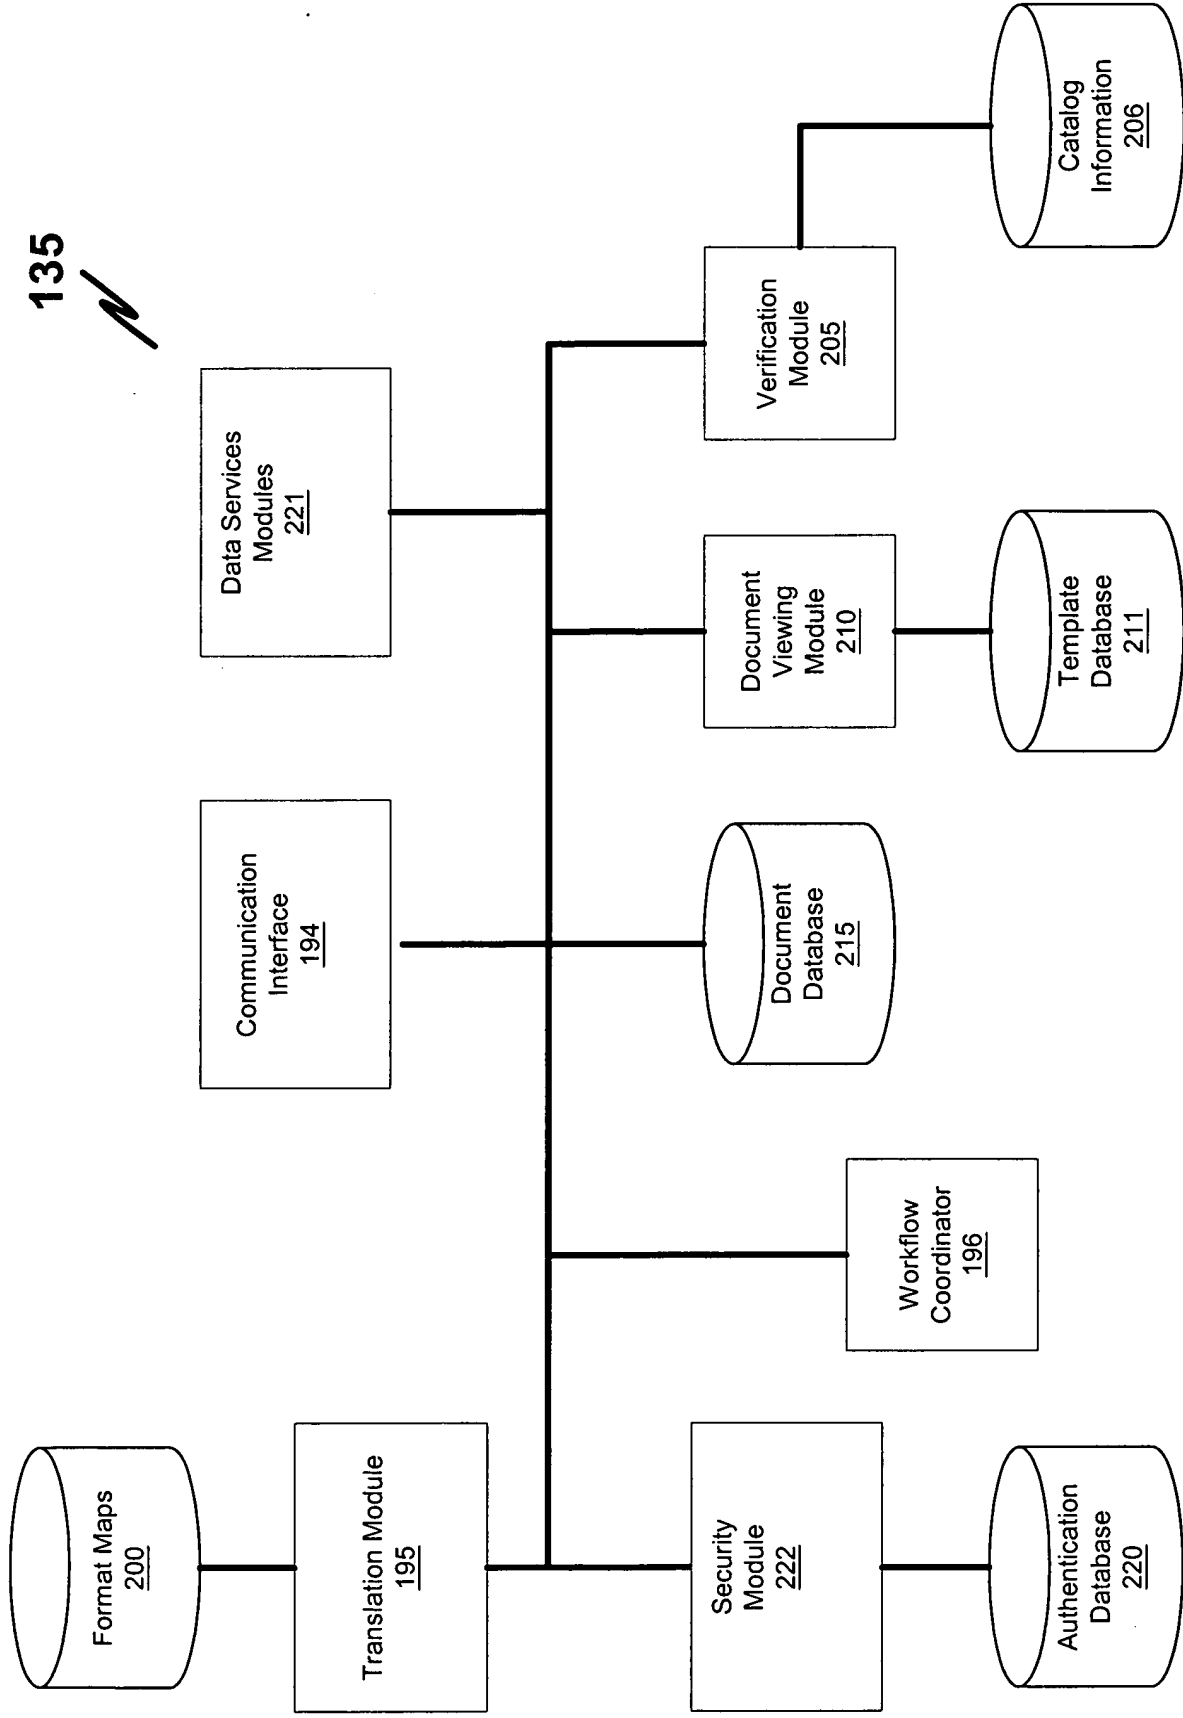 135
Format Maps
200
Translation Module
195
Communication
Interface
194
Data Services
Modules
221
Security
Module
222
Authentication
Database
220
Workflow
Coordinator
196
Document
Database
215
Document
Viewing
Module
210
Template
Database
211
Verification
Module
205
Catalog
Information
206